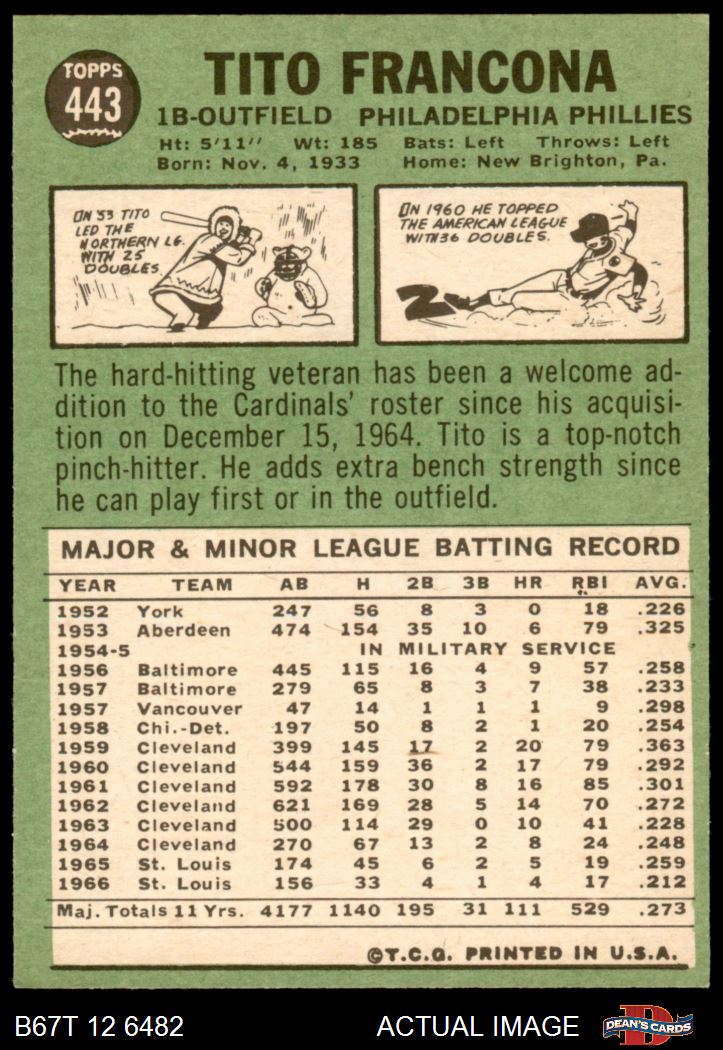 TOPPS
443
TITO FRANCONA
1B-OUTFIELD PHILADELPHIA PHILLIES
Ht: 5'11" Wt: 185 Bats: Left Throws: Left
Born: Nov. 4, 1933 Home: New Brighton, Pa.
IN '53 TITO
LED THE
NORTHERN LG.
WITH 25
DOUBLES.
IN 1960 HE TOPPED
THE AMERICAN LEAGUE
WITH 36 DOUBLES.
2
The hard-hitting veteran has been a welcome ad-
dition to the Cardinals' roster since his acquisi-
tion on December 15, 1964. Tito is a top-notch
pinch-hitter. He adds extra bench strength since
he can play first or in the outfield.
MAJOR & MINOR LEAGUE BATTING RECORD
YEAR TEAM AB H 2B 3B HR RBI AVG.
1952 York 247 56 8 3 0 18 .226
1953 Aberdeen 474 154 35 10 6 79 .325
1954-5 IN MILITARY SERVICE
1956 Baltimore 445 115 16 4 9 57 .258
1957 Baltimore 279 65 8 3 7 38 .233
1957 Vancouver 47 14 1 1 1 9 .298
1958 Chi.-Det. 197 50 8 2 1 20 .254
1959 Cleveland 399 145 17 2 20 79 .363
1960 Cleveland 544 159 36 2 17 79 .292
1961 Cleveland 592 178 30 8 16 85 .301
1962 Cleveland 621 169 28 5 14 70 .272
1963 Cleveland 500 114 29 0 10 41 .228
1964 Cleveland 270 67 13 2 8 24 .248
1965 St. Louis 174 45 6 2 5 19 .259
1966 St. Louis 156 33 4 1 4 17 .212
Maj. Totals 11 Yrs. 4177 1140 195 31 111 529 .273
©T.C.G. PRINTED IN U.S.A.
B67T 12 6482 ACTUAL IMAGE
D
DEAN'S CARDS